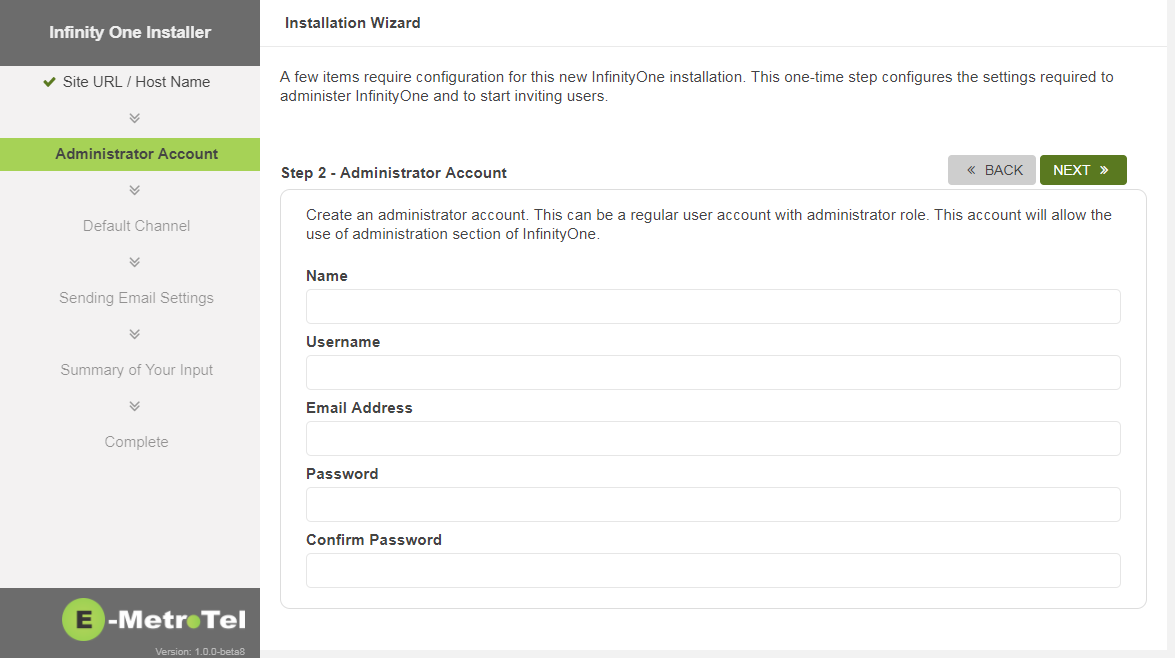 Infinity One Installer
Site URL / Host Name
Administrator Account
Default Channel
Sending Email Settings
Summary of Your Input
Complete
E-MetroTel
Version: 1.0.0-beta8
Installation Wizard
A few items require configuration for this new InfinityOne installation. This one-time step configures the settings required to
administer InfinityOne and to start inviting users.
Step 2 - Administrator Account
« BACK
NEXT »
Create an administrator account. This can be a regular user account with administrator role. This account will allow the
use of administration section of InfinityOne.
Name
Username
Email Address
Password
Confirm Password